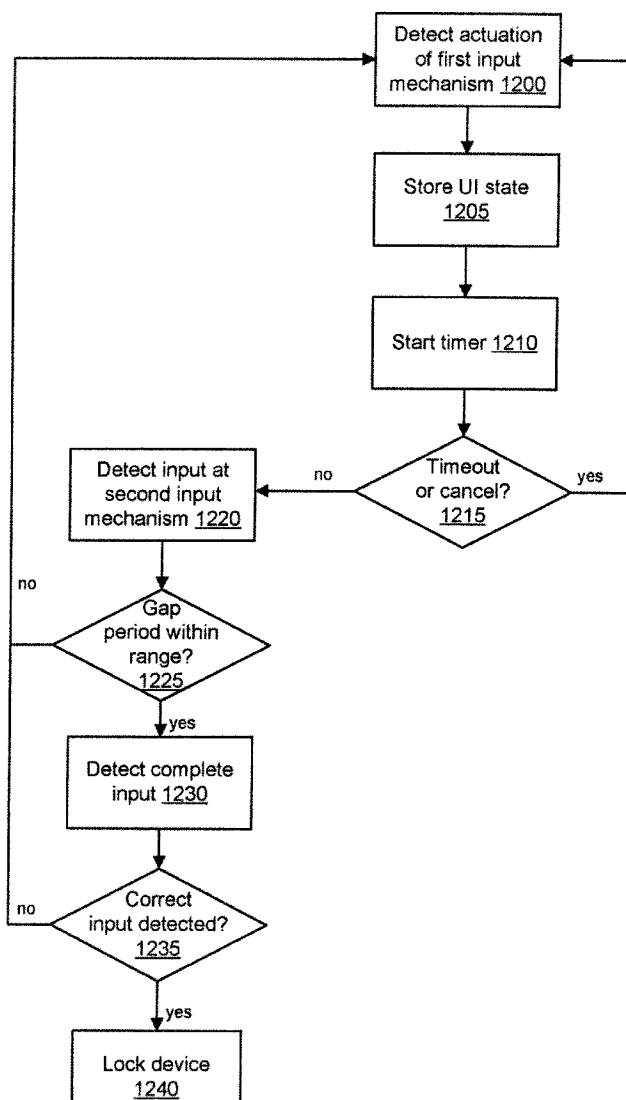 Detect actuation
of first input
mechanism 1200
Store UI state
1205
Start timer 1210
Timeout
or cancel?
1215
yes
no
Detect input at
second input
mechanism 1220
Gap
period within
range?
1225
no
yes
Detect complete
input 1230
Correct
input detected?
1235
no
yes
Lock device
1240